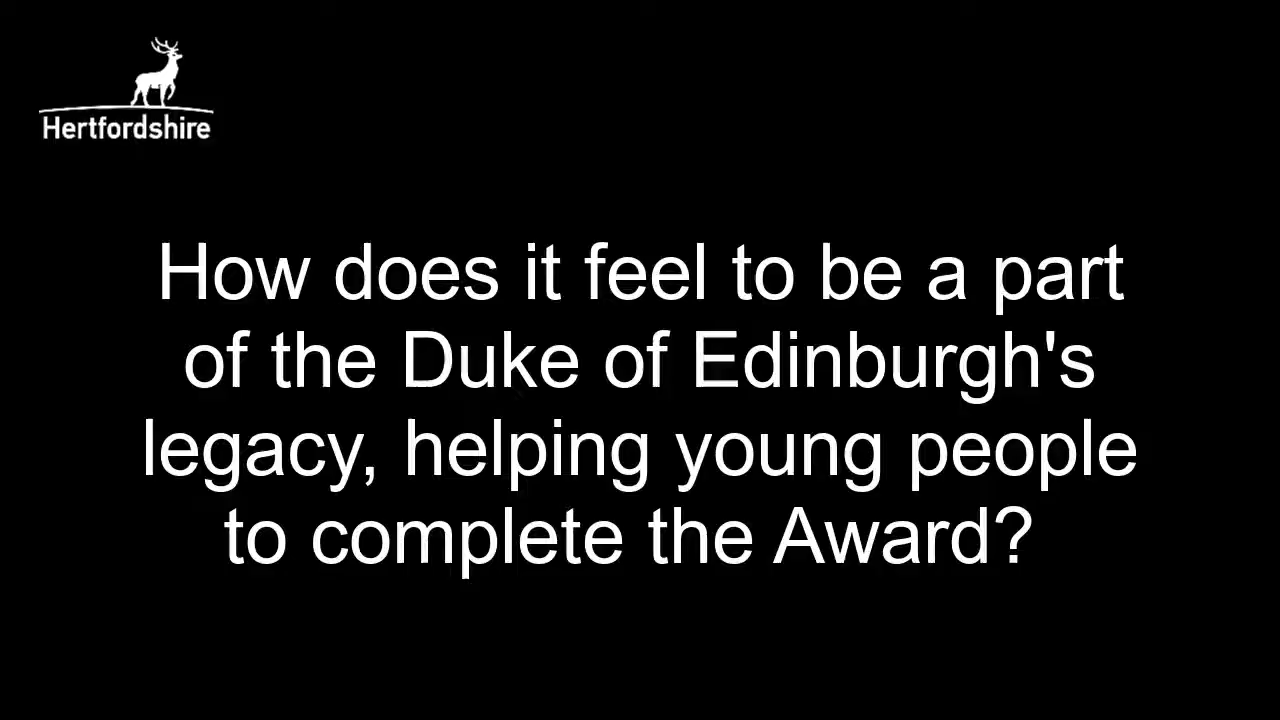 Hertfordshire
How does it feel to be a part
of the Duke of Edinburgh's
legacy, helping young people
to complete the Award?